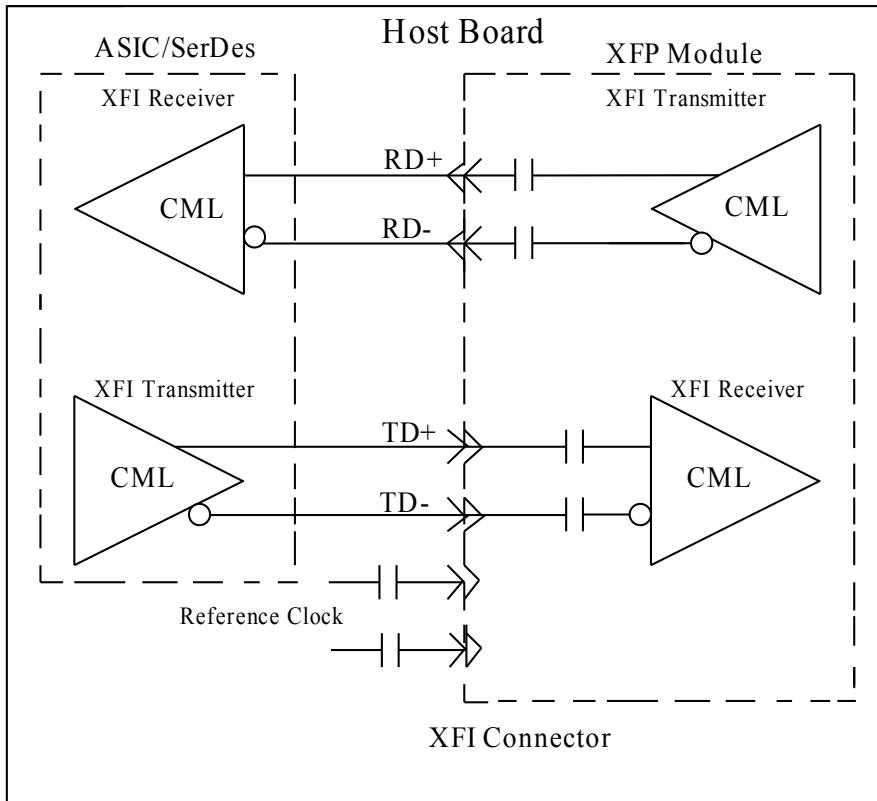 Host Board
ASIC/SerDes
XFP Module
XFI Receiver
XFI Transmitter
RD+
CML
CML
RD-
XFI Transmitter
XFI Receiver
TD+
CML
CML
TD-
Reference Clock
XFI Connector